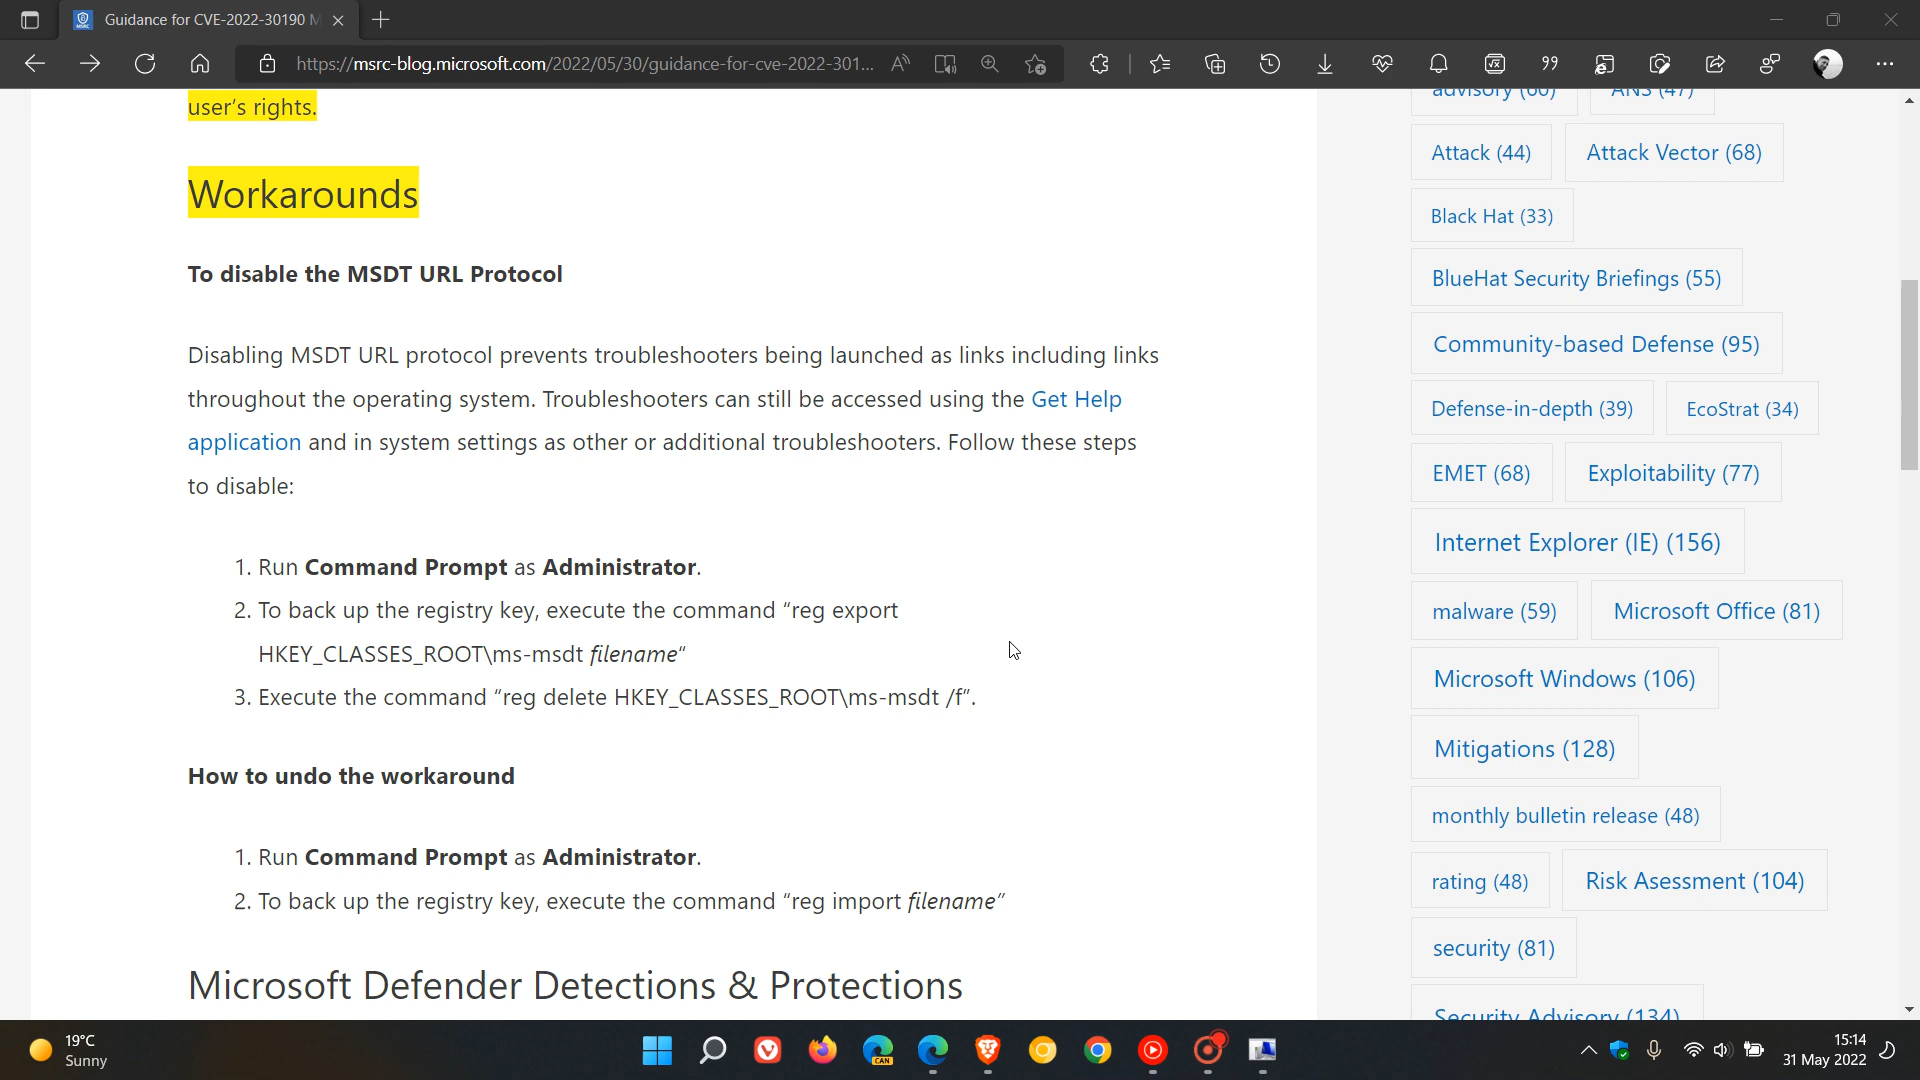 Guidance for CVE-2022-30190 M
https://msrc-blog.microsoft.com/2022/05/30/guidance-for-cve-2022-301...
user's rights.
Workarounds
To disable the MSDT URL Protocol
Disabling MSDT URL protocol prevents troubleshooters being launched as links including links
throughout the operating system. Troubleshooters can still be accessed using the Get Help
application and in system settings as other or additional troubleshooters. Follow these steps
to disable:
1. Run Command Prompt as Administrator.
2. To back up the registry key, execute the command “reg export
HKEY_CLASSES_ROOT\ms-msdt filename“
3. Execute the command “reg delete HKEY_CLASSES_ROOT\ms-msdt /f”.
How to undo the workaround
1. Run Command Prompt as Administrator.
2. To back up the registry key, execute the command “reg import filename”
Microsoft Defender Detections & Protections
advisory (60)
ANS (47)
Attack (44)
Attack Vector (68)
Black Hat (33)
BlueHat Security Briefings (55)
Community-based Defense (95)
Defense-in-depth (39)
EcoStrat (34)
EMET (68)
Exploitability (77)
Internet Explorer (IE) (156)
malware (59)
Microsoft Office (81)
Microsoft Windows (106)
Mitigations (128)
monthly bulletin release (48)
rating (48)
Risk Asessment (104)
security (81)
Security Advisory (134)
19°C
Sunny
CAN
15:14
31 May 2022